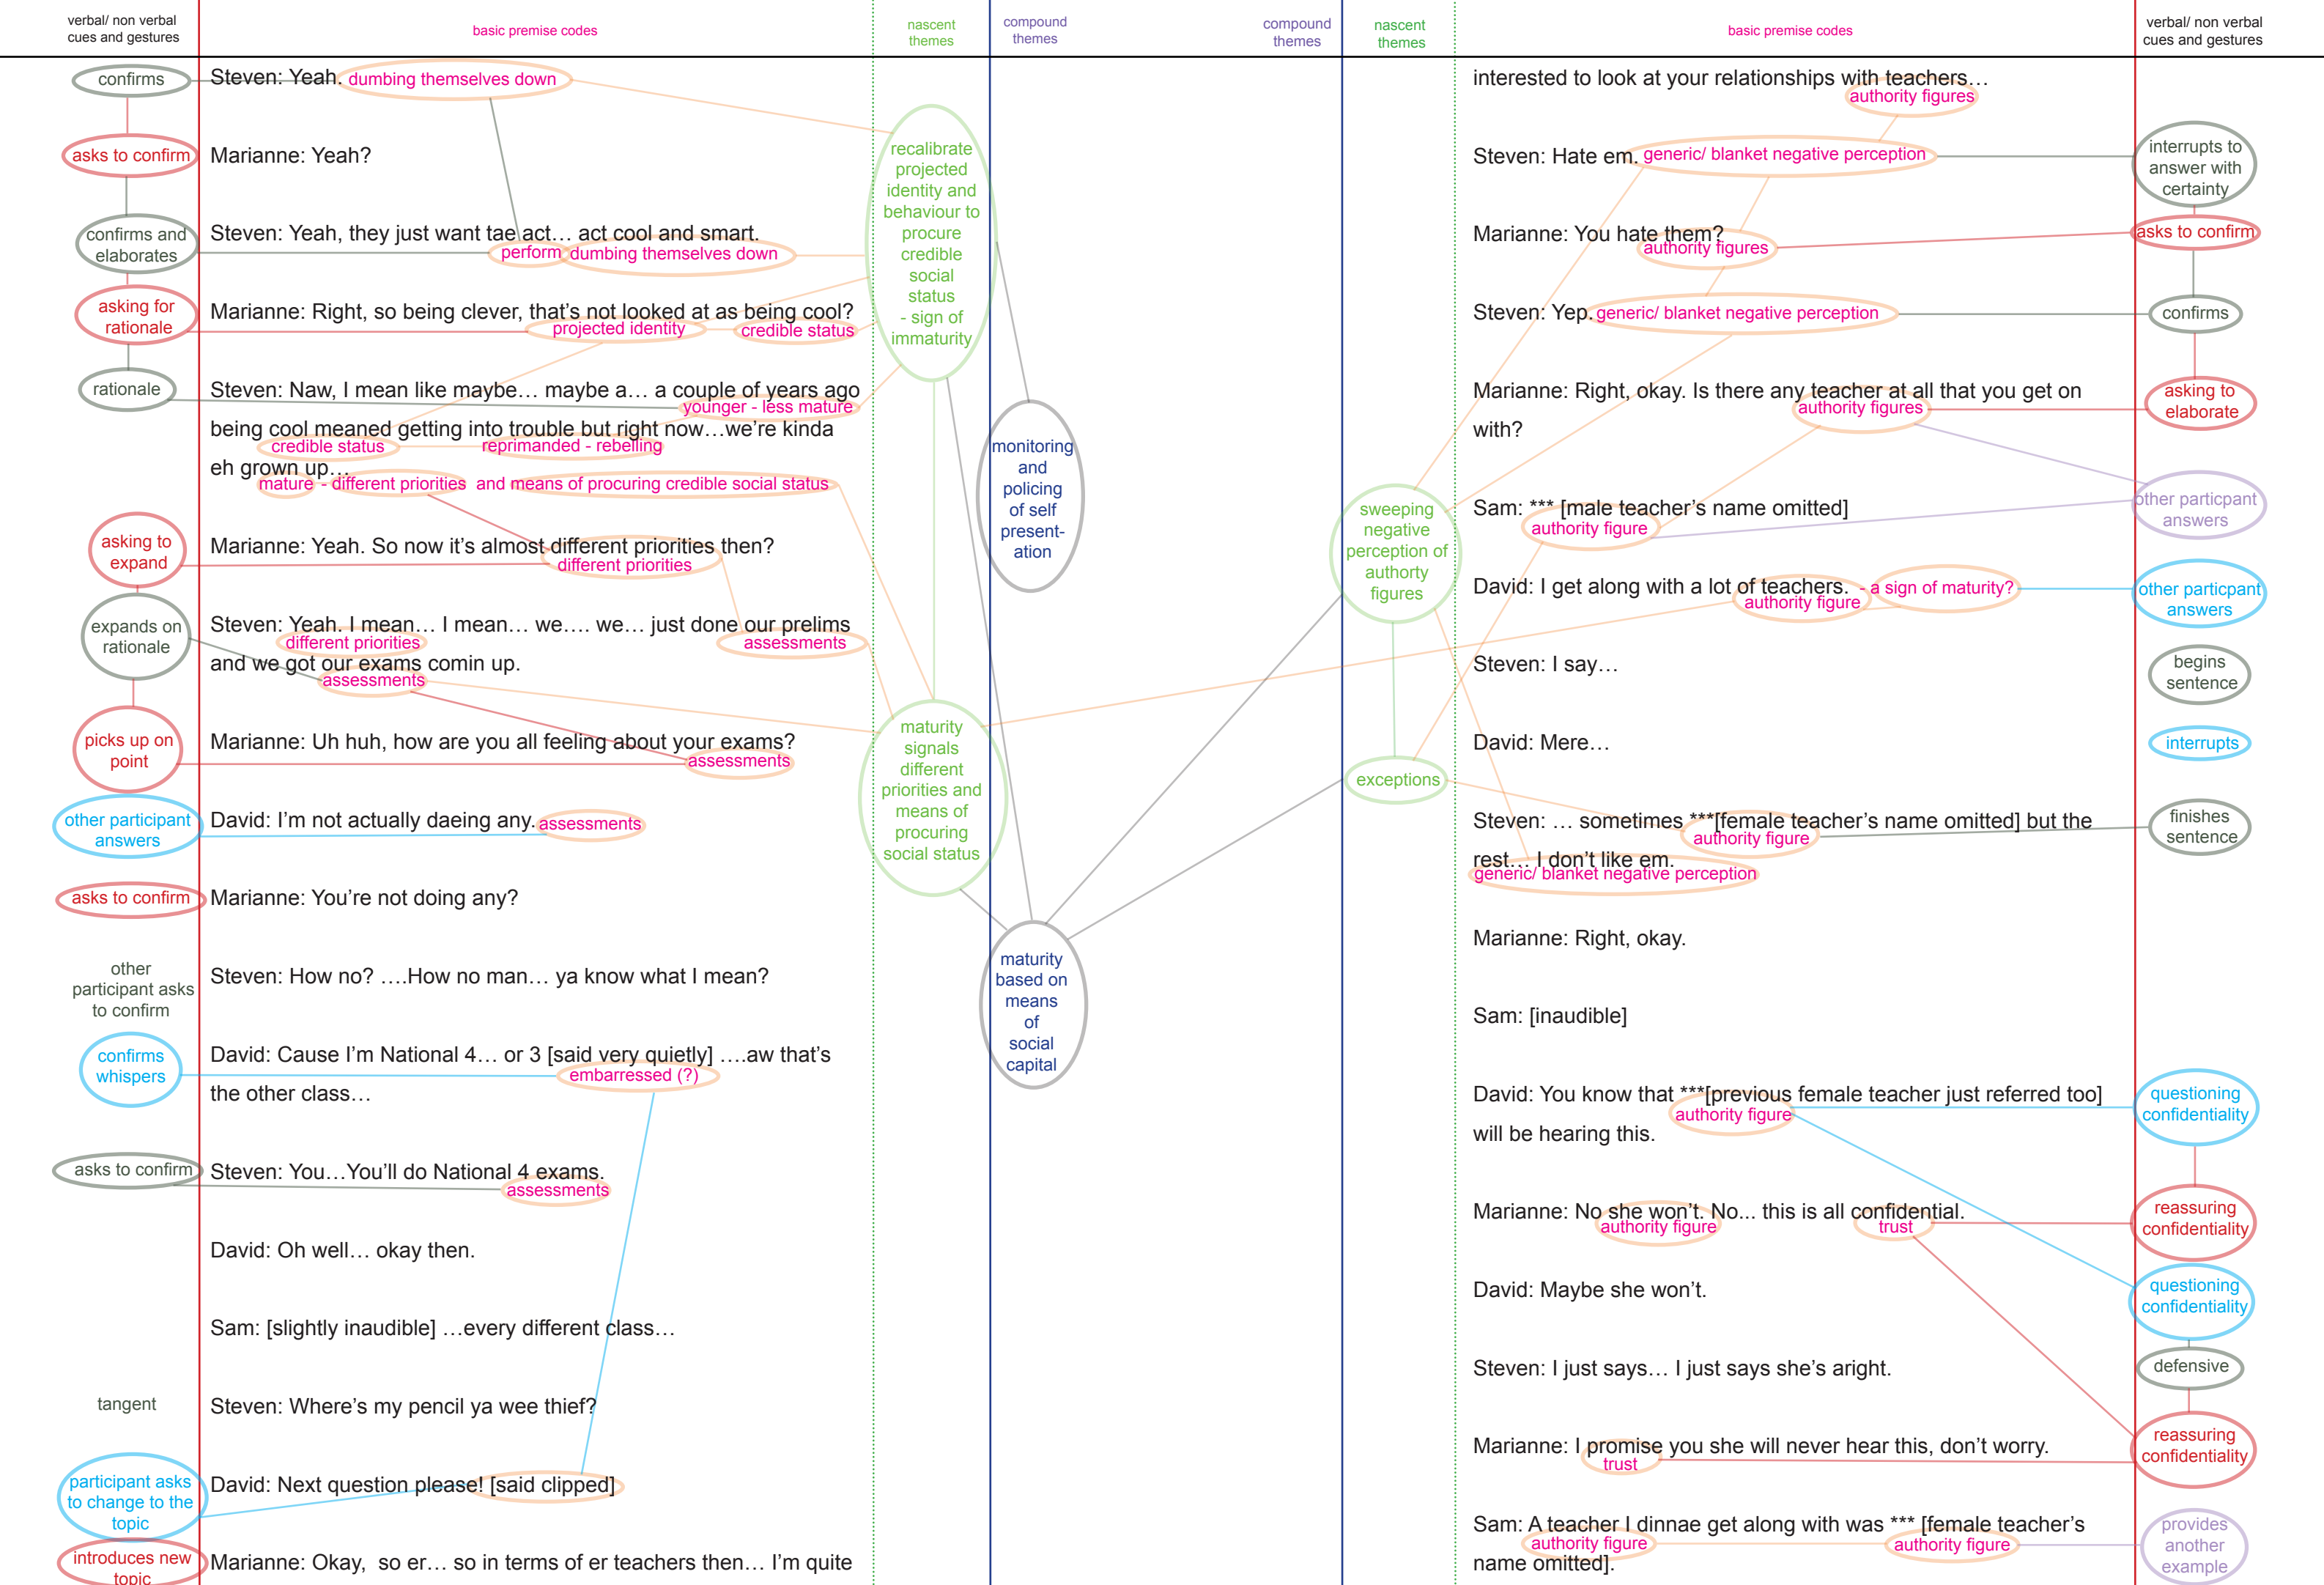 verbal/ non verbal
cues and gestures
basic premise codes
nascent
themes
compound
themes
confirms
Steven: Yeah. dumbing themselves down
asks to confirm
Marianne: Yeah?
confirms and
elaborates
Steven: Yeah, they just want tae act… act cool and smart.
perform dumbing themselves down
asking for
rationale
Marianne: Right, so being clever, that's not looked at as being cool?
projected identity credible status
rationale
Steven: Naw, I mean like maybe… maybe a… a couple of years ago
younger - less mature
being cool meaned getting into trouble but right now…we're kinda
credible status reprimanded - rebelling
eh grown up…
mature - different priorities and means of procuring credible social status
asking to
expand
Marianne: Yeah. So now it's almost different priorities then?
different priorities
expands on
rationale
Steven: Yeah. I mean… I mean… we…. we… just done our prelims
different priorities assessments
and we got our exams comin up.
assessments
picks up on
point
Marianne: Uh huh, how are you all feeling about your exams?
assessments
other participant
answers
David: I'm not actually daeing any. assessments
asks to confirm
Marianne: You're not doing any?
other
participant asks
to confirm
Steven: How no? ….How no man… ya know what I mean?
confirms
whispers
David: Cause I'm National 4… or 3 [said very quietly] ….aw that's
embarressed (?)
the other class…
asks to confirm
Steven: You…You'll do National 4 exams.
assessments
David: Oh well… okay then.
Sam: [slightly inaudible] …every different class…
tangent
Steven: Where's my pencil ya wee thief?
participant asks
to change to the
topic
David: Next question please! [said clipped]
introduces new
topic
Marianne: Okay, so er… so in terms of er teachers then… I'm quite
recalibrate
projected
identity and
behaviour to
procure
credible
social
status
- sign of
immaturity
maturity
signals
different
priorities and
means of
procuring
social status
monitoring
and
policing
of self
present-
ation
maturity
based on
means
of
social
capital
compound
themes
nascent
themes
basic premise codes
verbal/ non verbal
cues and gestures
sweeping
negative
perception of
authorty
figures
exceptions
interested to look at your relationships with teachers…
authority figures
Steven: Hate em. generic/ blanket negative perception
interrupts to
answer with
certainty
Marianne: You hate them?
authority figures
asks to confirm
Steven: Yep. generic/ blanket negative perception
confirms
Marianne: Right, okay. Is there any teacher at all that you get on
authority figures
with?
asking to
elaborate
Sam: *** [male teacher's name omitted]
authority figure
other particpant
answers
David: I get along with a lot of teachers. - a sign of maturity?
authority figure
other particpant
answers
Steven: I say…
begins
sentence
David: Mere…
interrupts
Steven: … sometimes ***[female teacher's name omitted] but the
authority figure
rest… I don't like em.
generic/ blanket negative perception
finishes
sentence
Marianne: Right, okay.
Sam: [inaudible]
David: You know that ***[previous female teacher just referred too]
authority figure
will be hearing this.
questioning
confidentiality
Marianne: No she won't. No... this is all confidential.
authority figure trust
reassuring
confidentiality
David: Maybe she won't.
questioning
confidentiality
Steven: I just says… I just says she's aright.
defensive
Marianne: I promise you she will never hear this, don't worry.
trust
reassuring
confidentiality
Sam: A teacher I dinnae get along with was *** [female teacher's
authority figure authority figure
name omitted].
provides
another
example